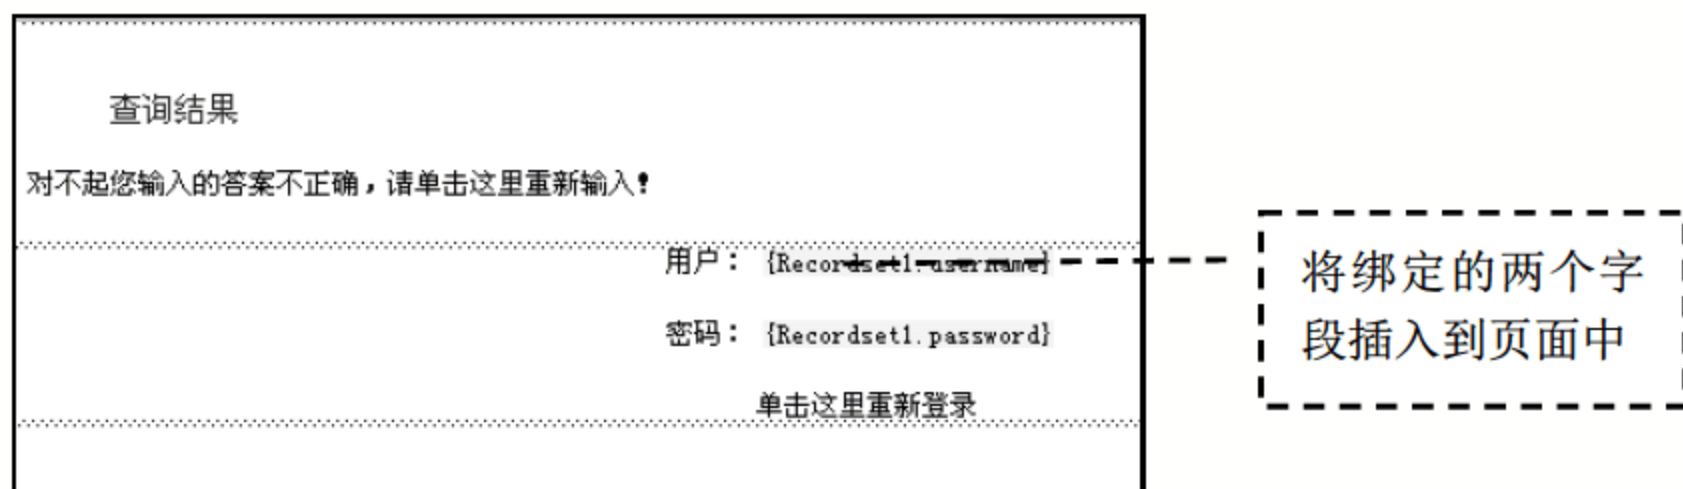 查询结果
对不起您输入的答案不正确，请单击这里重新输入！
用户： {Recordset1.username}
密码： {Recordset1.password}
单击这里重新登录
将绑定的两个字
段插入到页面中